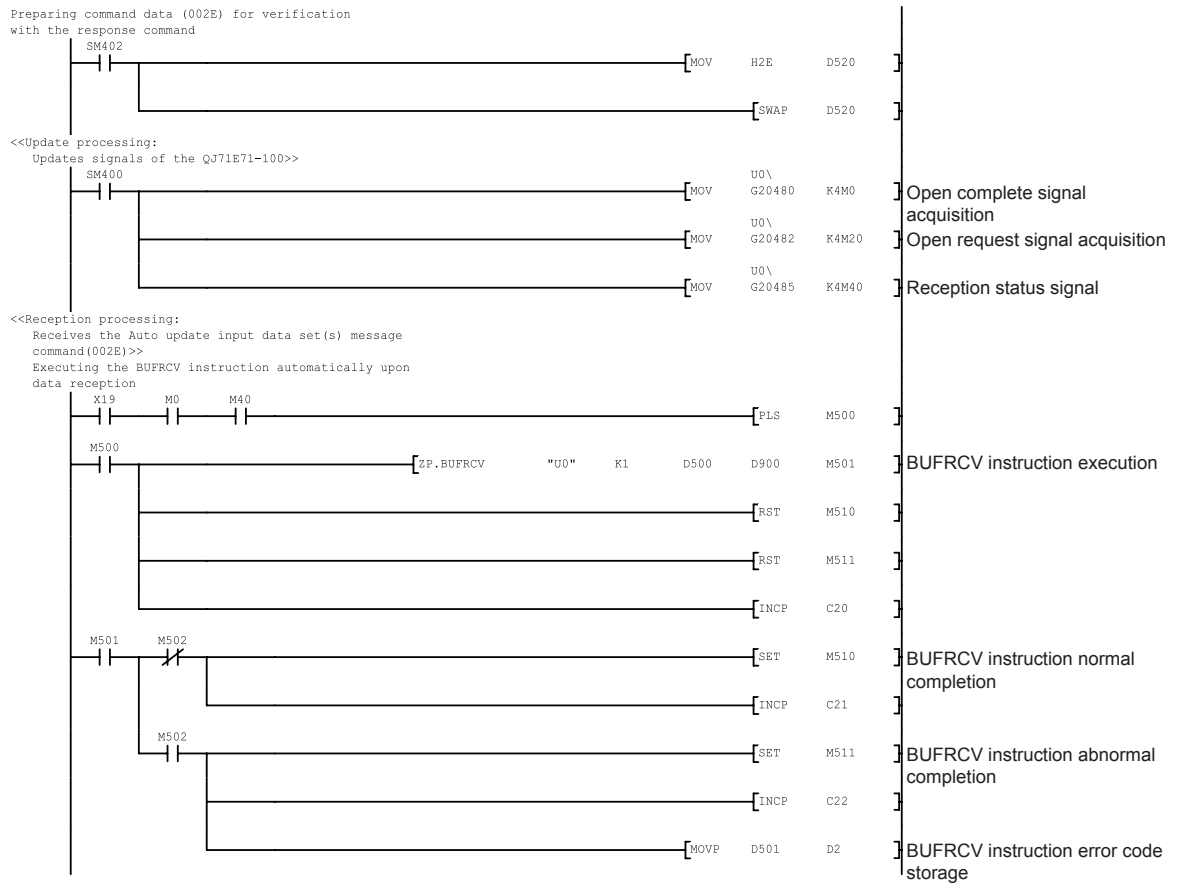 Preparing command data (002E) for verification
with the response command
SM402
MOV H2E D520
SWAP D520
<<Update processing:
Updates signals of the QJ71E71-100>>
SM400
U0\
MOV G20480 K4M0 Open complete signal
acquisition
U0\
MOV G20482 K4M20 Open request signal acquisition
U0\
MOV G20485 K4M40 Reception status signal
<<Reception processing:
Receives the Auto update input data set(s) message
command(002E)>>
Executing the BUFRCV instruction automatically upon
data reception
X19 M0 M40
PLS M500
M500
ZP.BUFRCV "U0" K1 D500 D900 M501 BUFRCV instruction execution
RST M510
RST M511
INCP C20
M501 M502
SET M510 BUFRCV instruction normal
completion
INCP C21
M502
SET M511 BUFRCV instruction abnormal
completion
INCP C22
MOVP D501 D2 BUFRCV instruction error code
storage